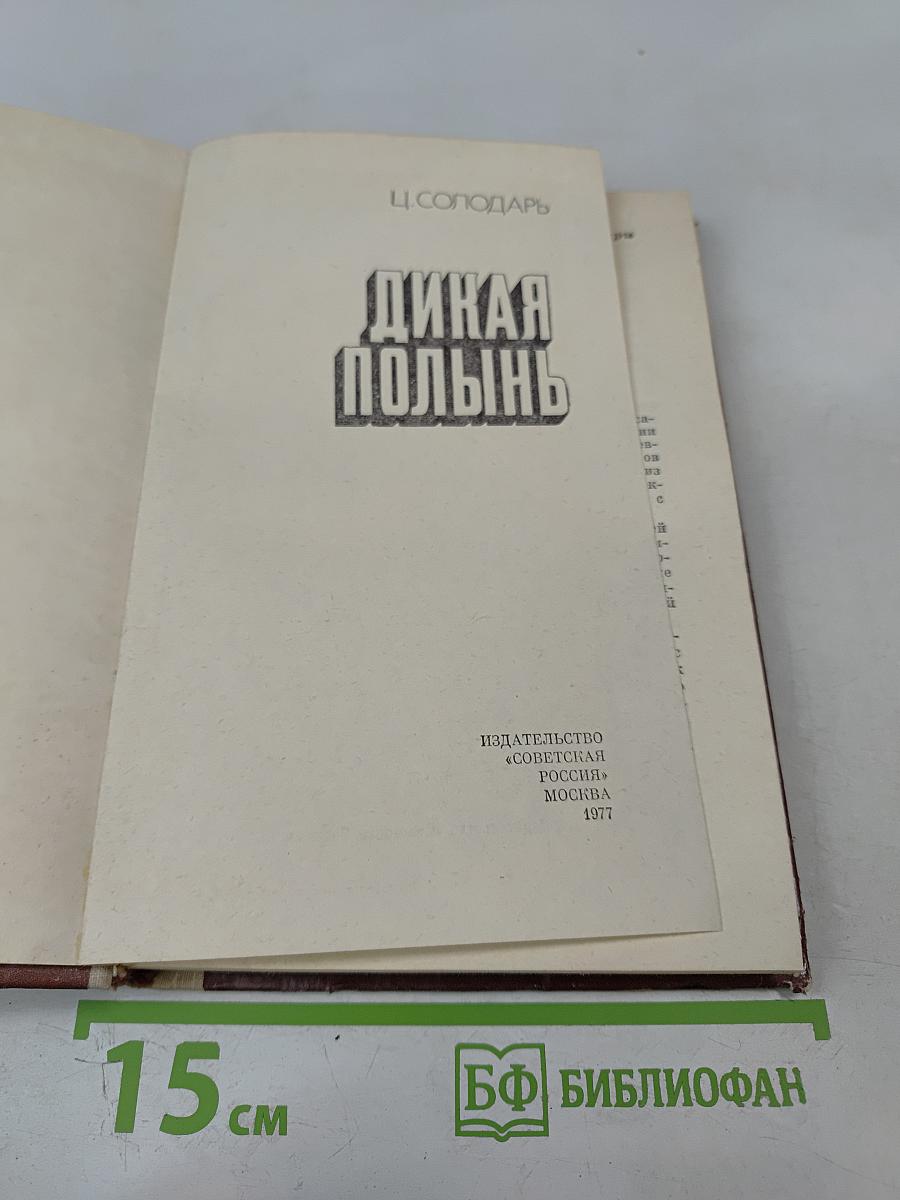 Ц. СОЛОДАРЬ
ДИКАЯ
ПОЛЫНЬ
ИЗДАТЕЛЬСТВО
«СОВЕТСКАЯ
РОССИЯ»
МОСКВА
1977
15 см
БФ БИБЛИОФАН